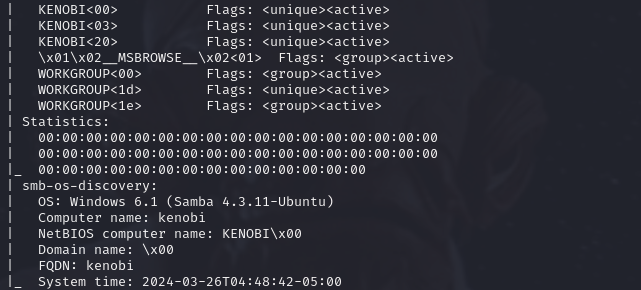 |   KENOBI<00>           Flags: <unique><active>
|   KENOBI<03>           Flags: <unique><active>
|   KENOBI<20>           Flags: <unique><active>
|   \x01\x02__MSBROWSE__\x02<01>  Flags: <group><active>
|   WORKGROUP<00>        Flags: <group><active>
|   WORKGROUP<1d>        Flags: <unique><active>
|   WORKGROUP<1e>        Flags: <group><active>
| Statistics:
|   00:00:00:00:00:00:00:00:00:00:00:00:00:00:00:00:00
|   00:00:00:00:00:00:00:00:00:00:00:00:00:00:00:00:00
|_  00:00:00:00:00:00:00:00:00:00:00:00:00:00
| smb-os-discovery:
|   OS: Windows 6.1 (Samba 4.3.11-Ubuntu)
|   Computer name: kenobi
|   NetBIOS computer name: KENOBI\x00
|   Domain name: \x00
|   FQDN: kenobi
|_  System time: 2024-03-26T04:48:42-05:00